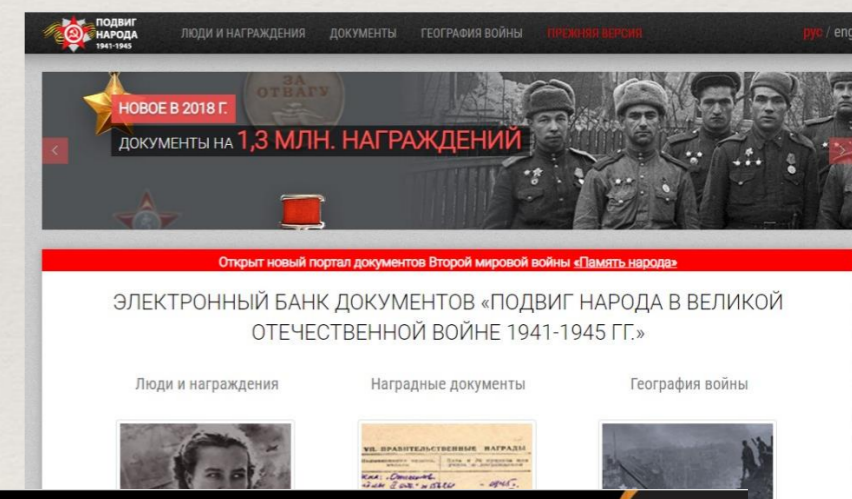 ПОДВИГ
НАРОДА
1941-1945
ЛЮДИ И НАГРАЖДЕНИЯ ДОКУМЕНТЫ ГЕОГРАФИЯ ВОЙНЫ ПРЕЖНЯЯ ВЕРСИЯ рус / eng
ЗА
ОТВАГУ
НОВОЕ В 2018 Г.
ДОКУМЕНТЫ НА 1,3 МЛН. НАГРАЖДЕНИЙ
Открыт новый портал документов Второй мировой войны «Память народа»
ЭЛЕКТРОННЫЙ БАНК ДОКУМЕНТОВ «ПОДВИГ НАРОДА В ВЕЛИКОЙ
ОТЕЧЕСТВЕННОЙ ВОЙНЕ 1941-1945 ГГ.»
Люди и награждения Наградные документы География войны
ПРАВИТЕЛЬСТВЕННЫЕ НАГРАДЫ